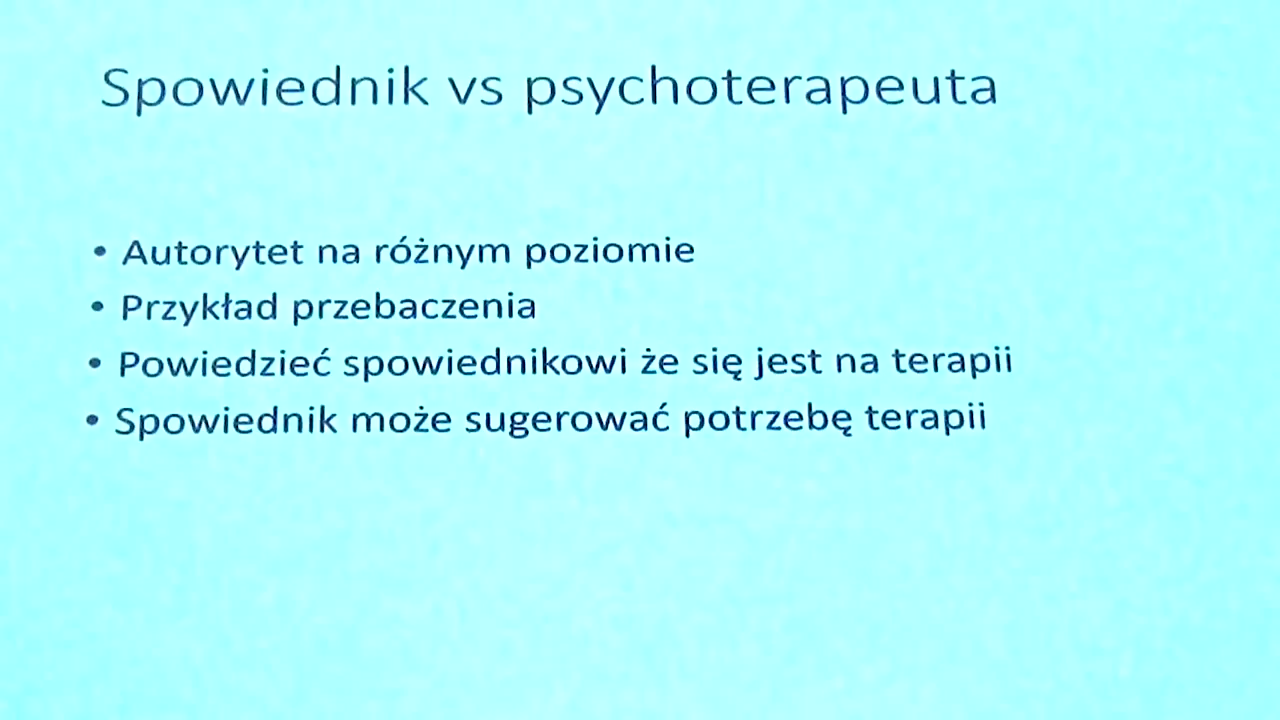 Spowiednik vs psychoterapeuta
• Autorytet na różnym poziomie
• Przykład przebaczenia
• Powiedzieć spowiednikowi że się jest na terapii
• Spowiednik może sugerować potrzebę terapii